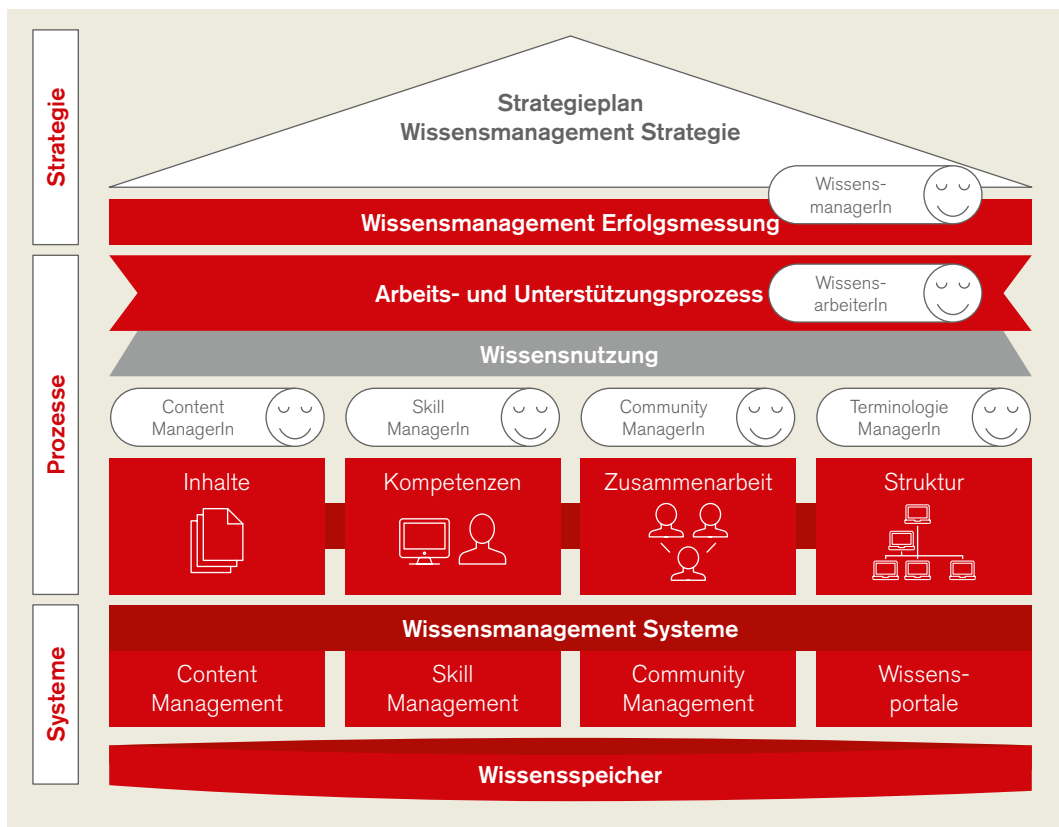 Strategie
Strategieplan
Wissensmanagement Strategie
Wissens-
managerIn
Wissensmanagement Erfolgsmessung
Prozesse
Arbeits- und Unterstützungsprozess
Wissens-
arbeiterIn
Wissensnutzung
Content
ManagerIn
Skill
ManagerIn
Community
ManagerIn
Terminologie
ManagerIn
Inhalte
Kompetenzen
Zusammenarbeit
Struktur
Systeme
Wissensmanagement Systeme
Content
Management
Skill
Management
Community
Management
Wissens-
portale
Wissensspeicher